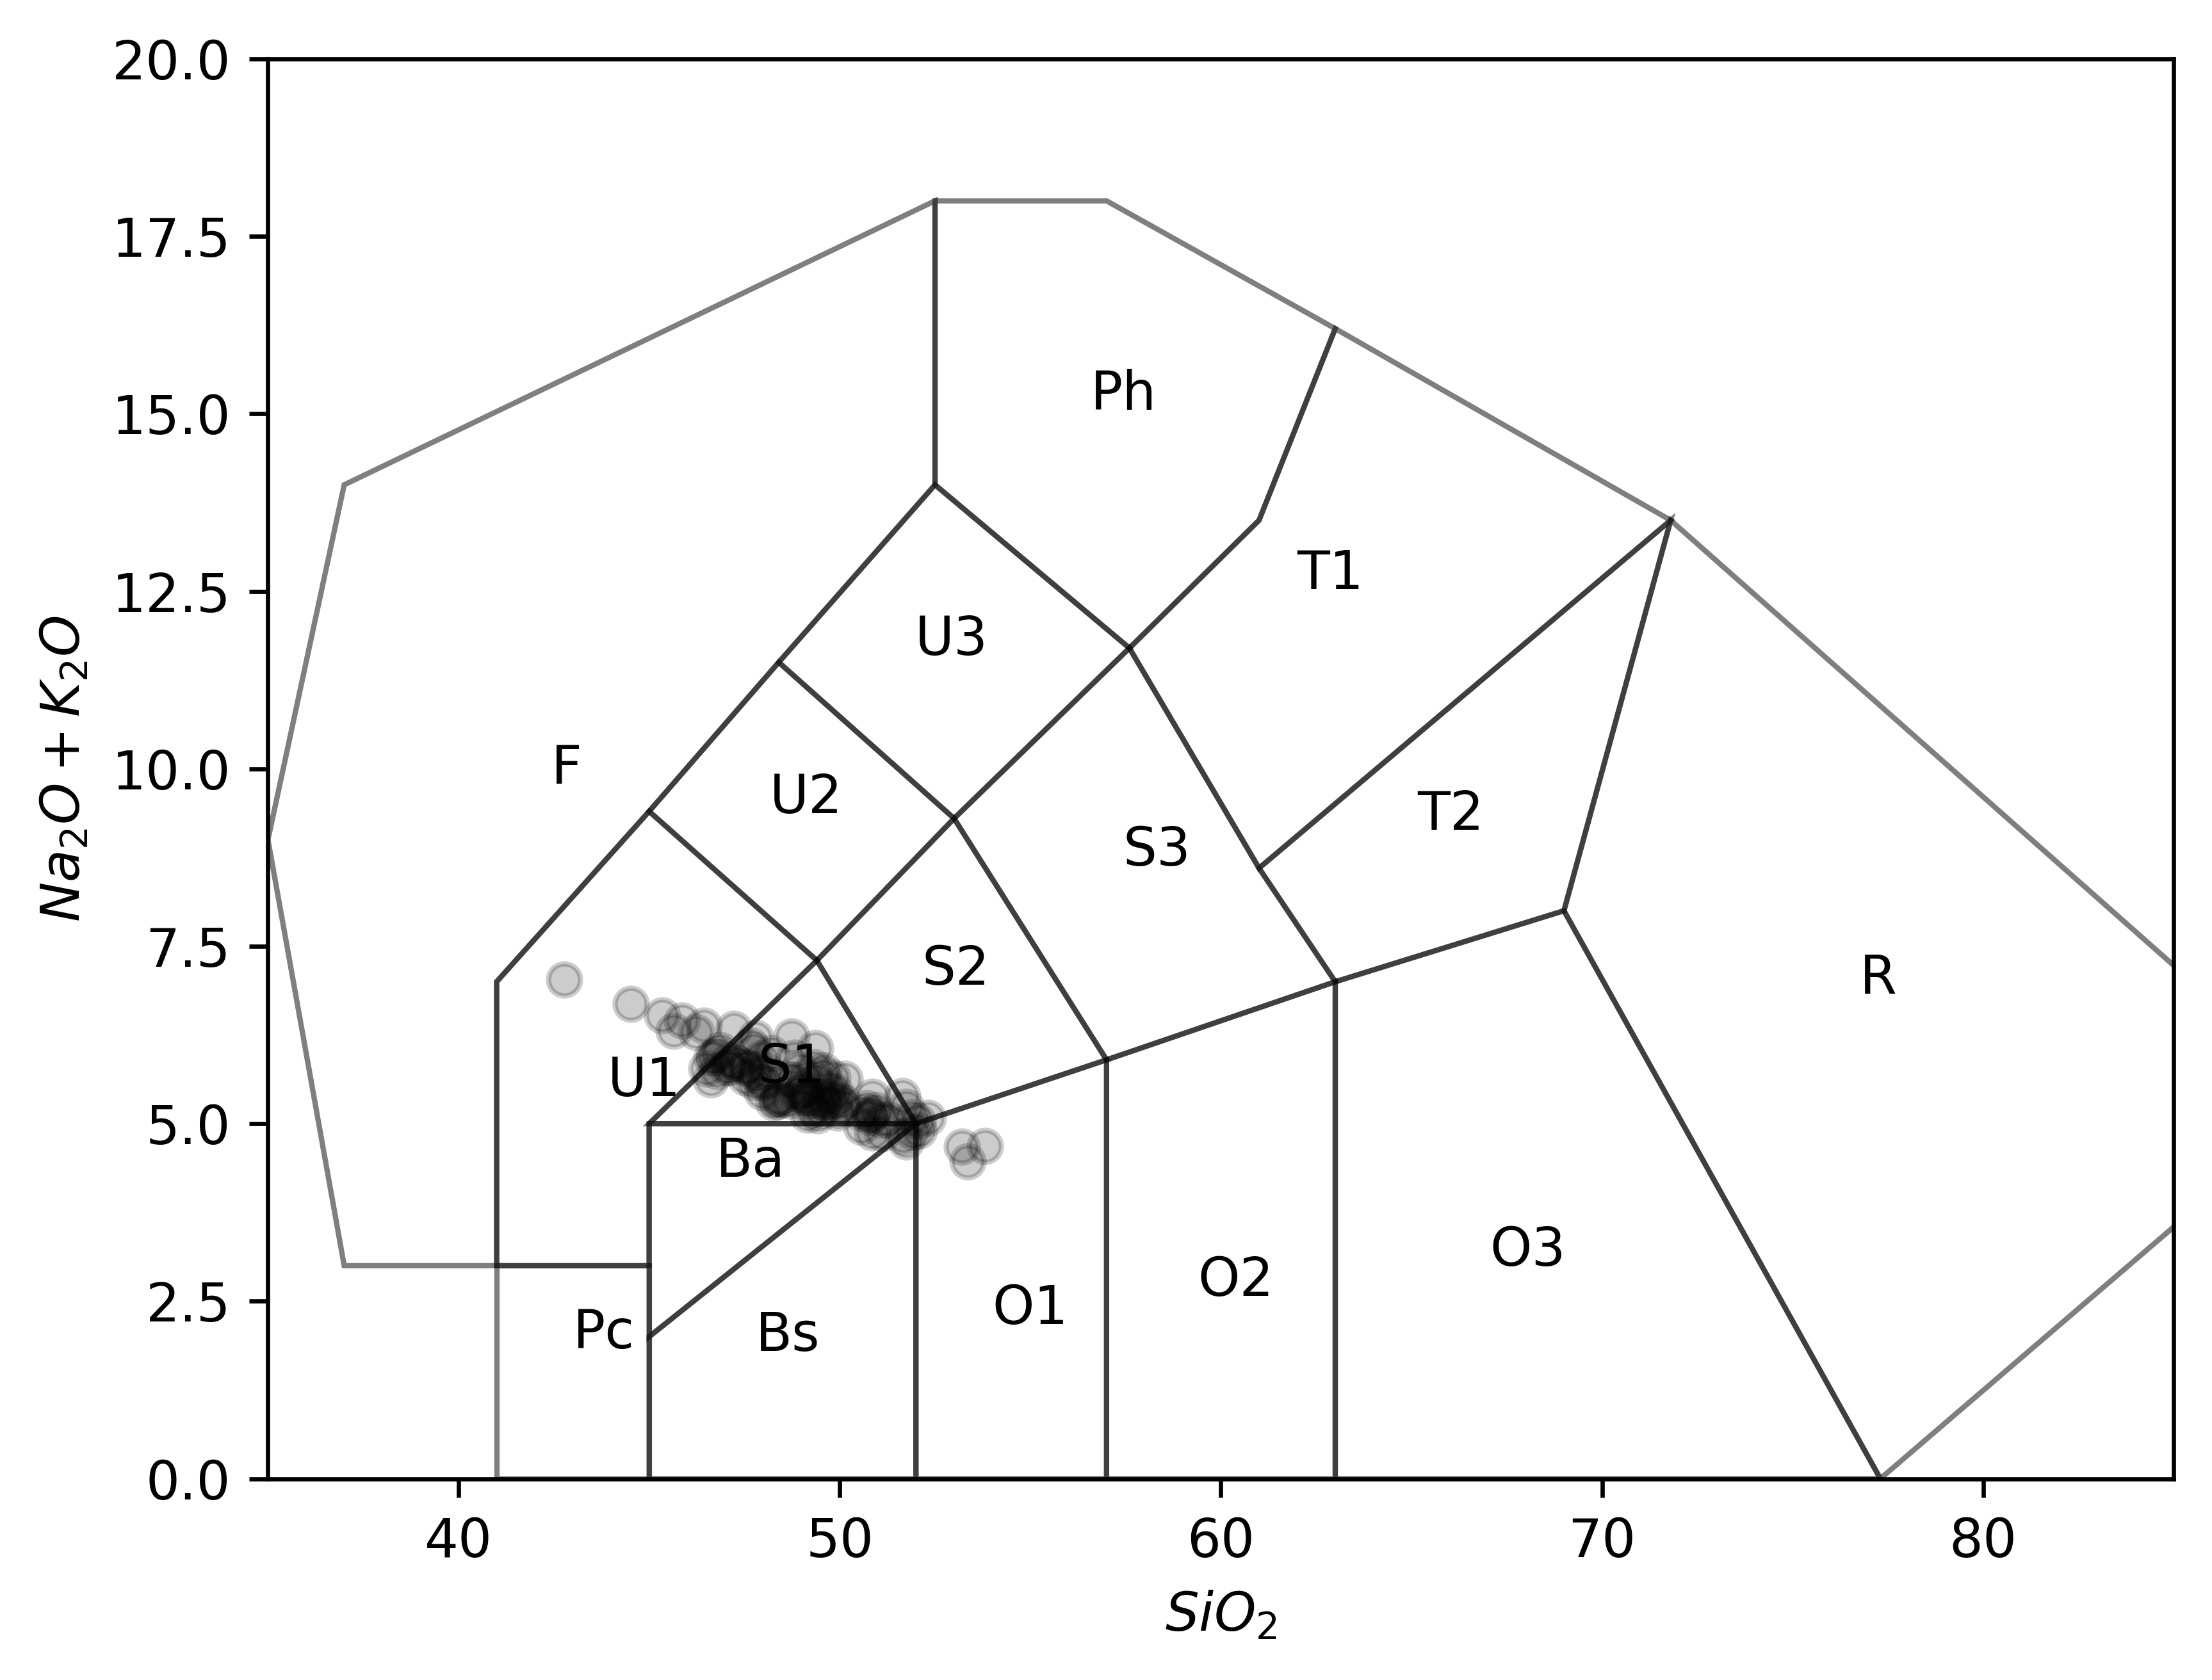 20.0
17.5
15.0
12.5
10.0
7.5
5.0
2.5
0.0
Na₂O + K₂O
Ph
T1
U3
F
U2
T2
S3
S2
R
S1
U1
Ba
O3
O2
O1
Pc
Bs
40 50 60 70 80
SiO₂